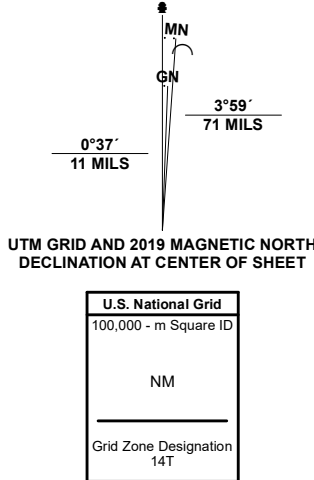 MN
GN
3°59´
71 MILS
0°37´
11 MILS
UTM GRID AND 2019 MAGNETIC NORTH
DECLINATION AT CENTER OF SHEET
U.S. National Grid
100,000 - m Square ID
NM
Grid Zone Designation
14T